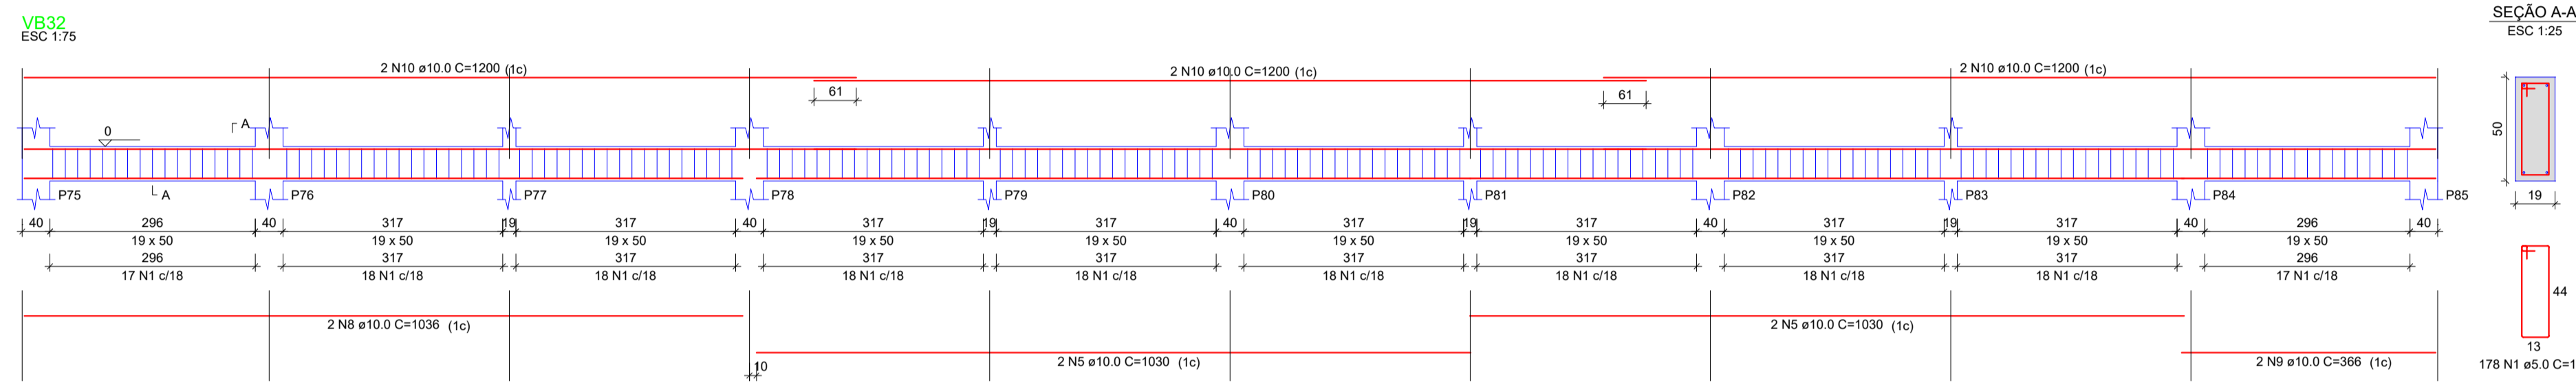 VB32
ESC 1:75
SEÇÃO A-A
ESC 1:25
2 N10 ø10.0 C=1200 (1c)
2 N10 ø10.0 C=1200 (1c)
2 N10 ø10.0 C=1200 (1c)
61
61
0
A
50
A
P75 P76 P77 P78 P79 P80 P81 P82 P83 P84 P85
19
40 296 40 317 19 317 40 317 19 317 40 317 19 317 40 317 19 317 40 296 40
19 x 50 19 x 50 19 x 50 19 x 50 19 x 50 19 x 50 19 x 50 19 x 50 19 x 50 19 x 50
296 317 317 317 317 317 317 317 317 296
17 N1 c/18 18 N1 c/18 18 N1 c/18 18 N1 c/18 18 N1 c/18 18 N1 c/18 18 N1 c/18 18 N1 c/18 18 N1 c/18 17 N1 c/18
44
2 N8 ø10.0 C=1036 (1c)
2 N5 ø10.0 C=1030 (1c)
13
10
2 N5 ø10.0 C=1030 (1c)
2 N9 ø10.0 C=366 (1c)
178 N1 ø5.0 C=1